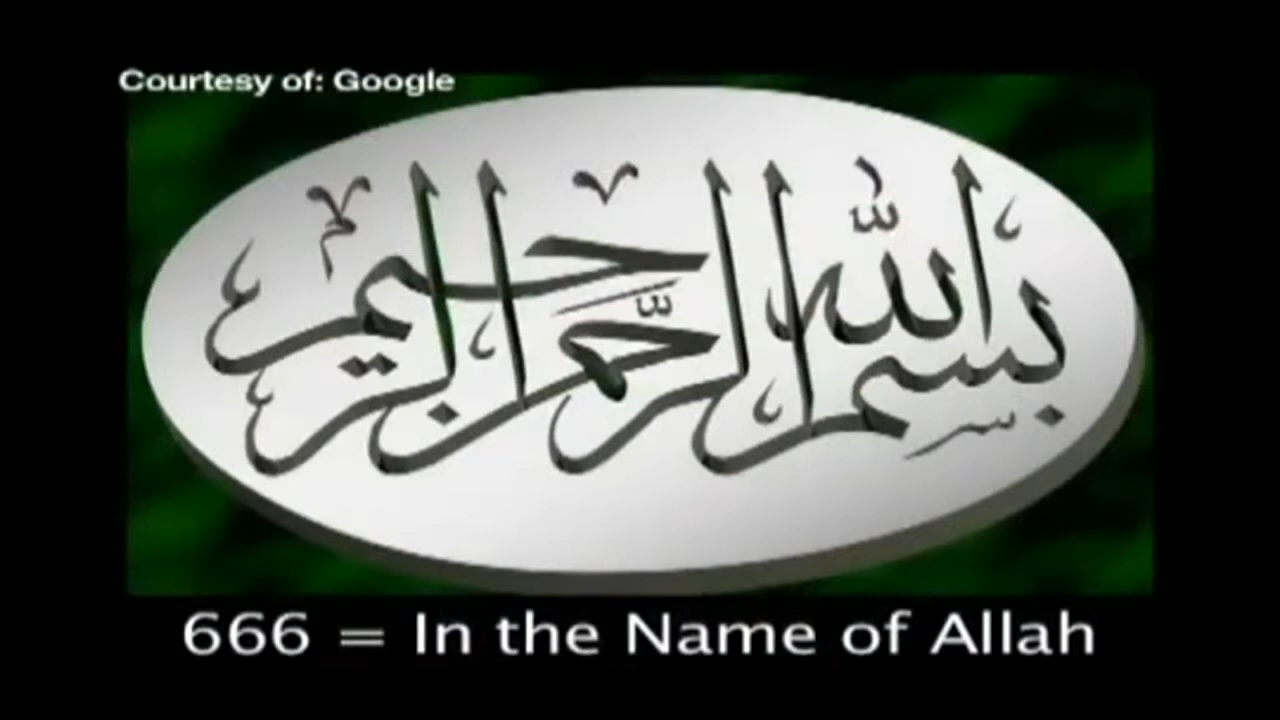 Courtesy of: Google
بسم الله الرحمن الرحيم
666 = In the Name of Allah